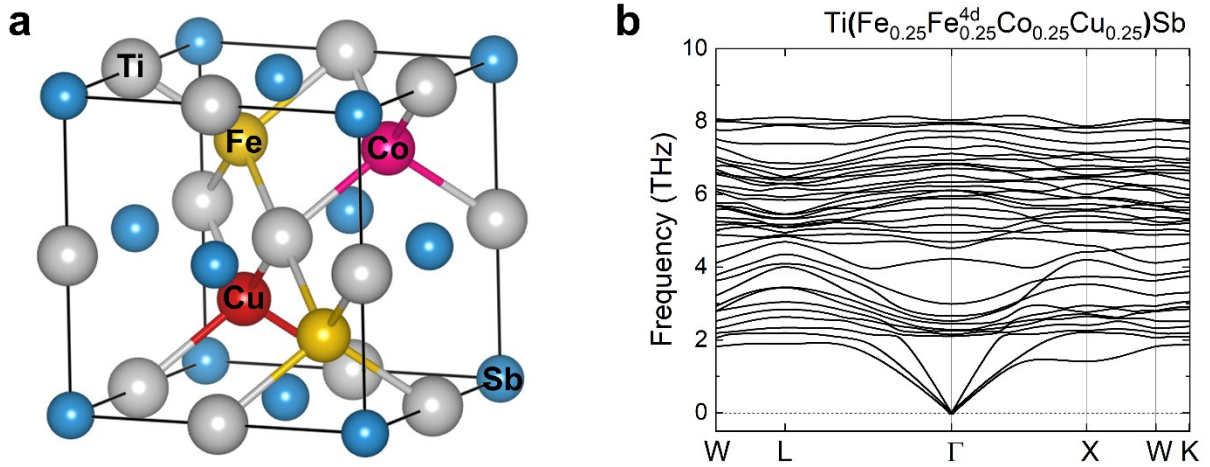 a
Ti
Fe
Co
Cu
Sb
b
Ti(Fe0.25Fe4d0.25Co0.25Cu0.25)Sb
10
8
6
4
2
0
Frequency (THz)
W L Γ X W K